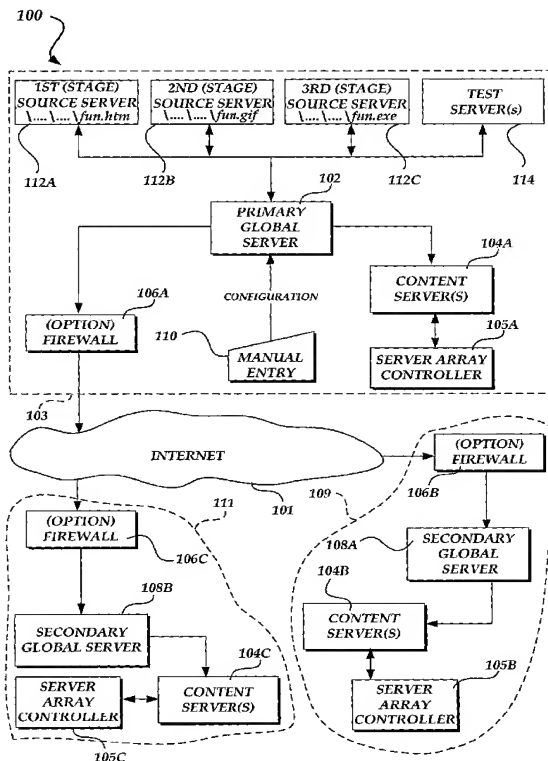 100
1ST (STAGE)
SOURCE SERVER
\....\....\fun.htm
2ND (STAGE)
SOURCE SERVER
\....\....\fun.gif
3RD (STAGE)
SOURCE SERVER
\....\....\fun.exe
TEST
SERVER(s)
112A
112B
112C
114
102
PRIMARY
GLOBAL
SERVER
104A
CONTENT
SERVER(S)
106A
(OPTION)
FIREWALL
CONFIGURATION
110
MANUAL
ENTRY
105A
SERVER ARRAY
CONTROLLER
103
INTERNET
101
(OPTION)
FIREWALL
106B
109
111
(OPTION)
FIREWALL
106C
108A
SECONDARY
GLOBAL
SERVER
108B
SECONDARY
GLOBAL SERVER
104B
CONTENT
SERVER(S)
104C
CONTENT
SERVER(S)
SERVER
ARRAY
CONTROLLER
105C
105B
SERVER
ARRAY CONTROLLER